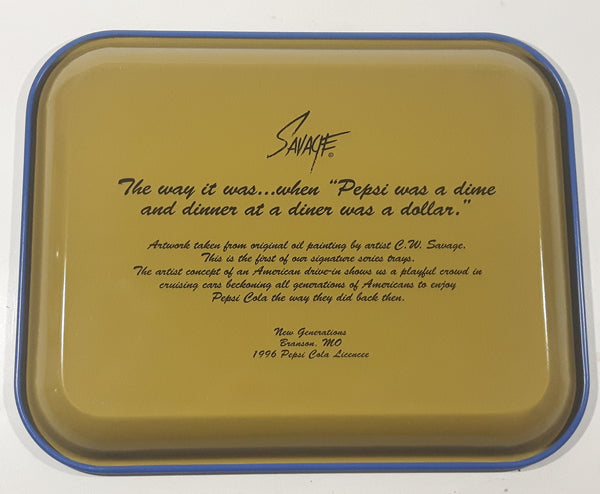 SAVAGE ©
The way it was...when "Pepsi was a dime
and dinner at a diner was a dollar."
Artwork taken from original oil painting by artist C.W. Savage.
This is the first of our signature series trays.
The artist concept of an American drive-in shows us a playful crowd in
cruising cars beckoning all generations of Americans to enjoy
Pepsi Cola the way they did back then.
New Generations
Branson, MO
1996 Pepsi Cola Licencee